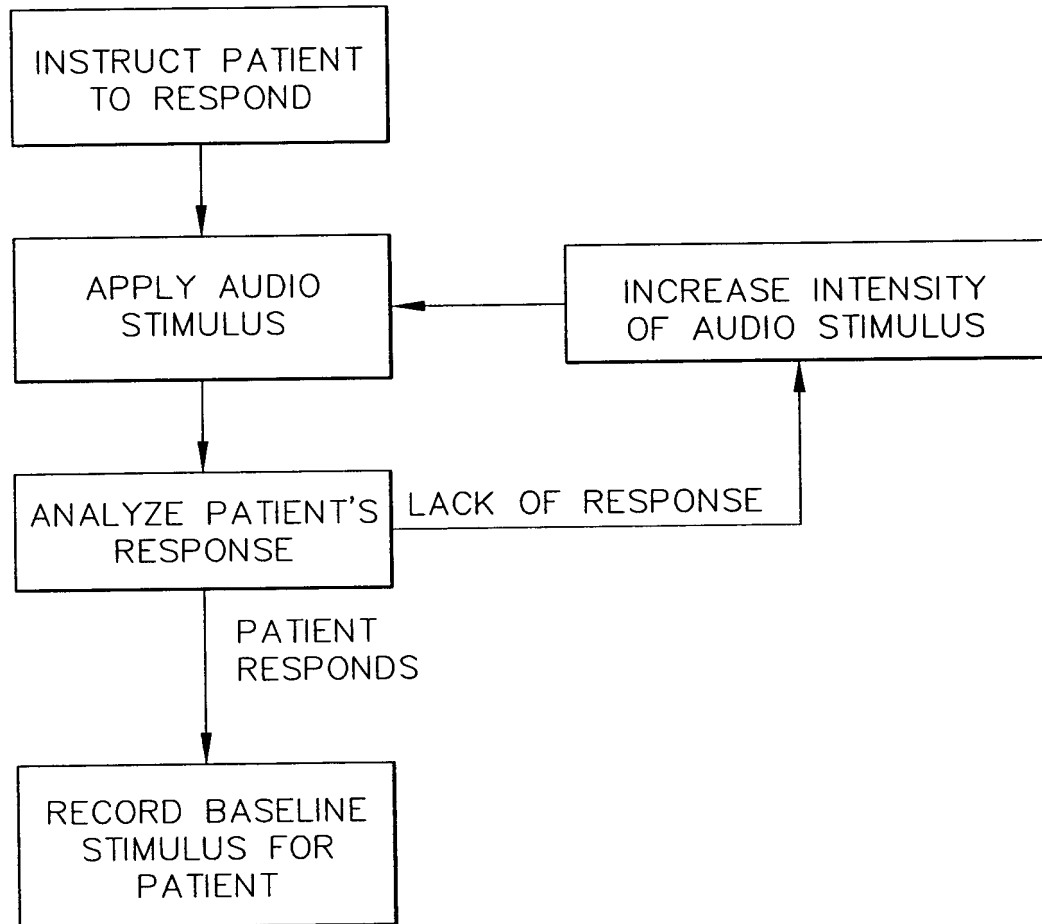 INSTRUCT PATIENT
TO RESPOND
APPLY AUDIO
STIMULUS
INCREASE INTENSITY
OF AUDIO STIMULUS
ANALYZE PATIENT'S
RESPONSE
LACK OF RESPONSE
PATIENT
RESPONDS
RECORD BASELINE
STIMULUS FOR
PATIENT